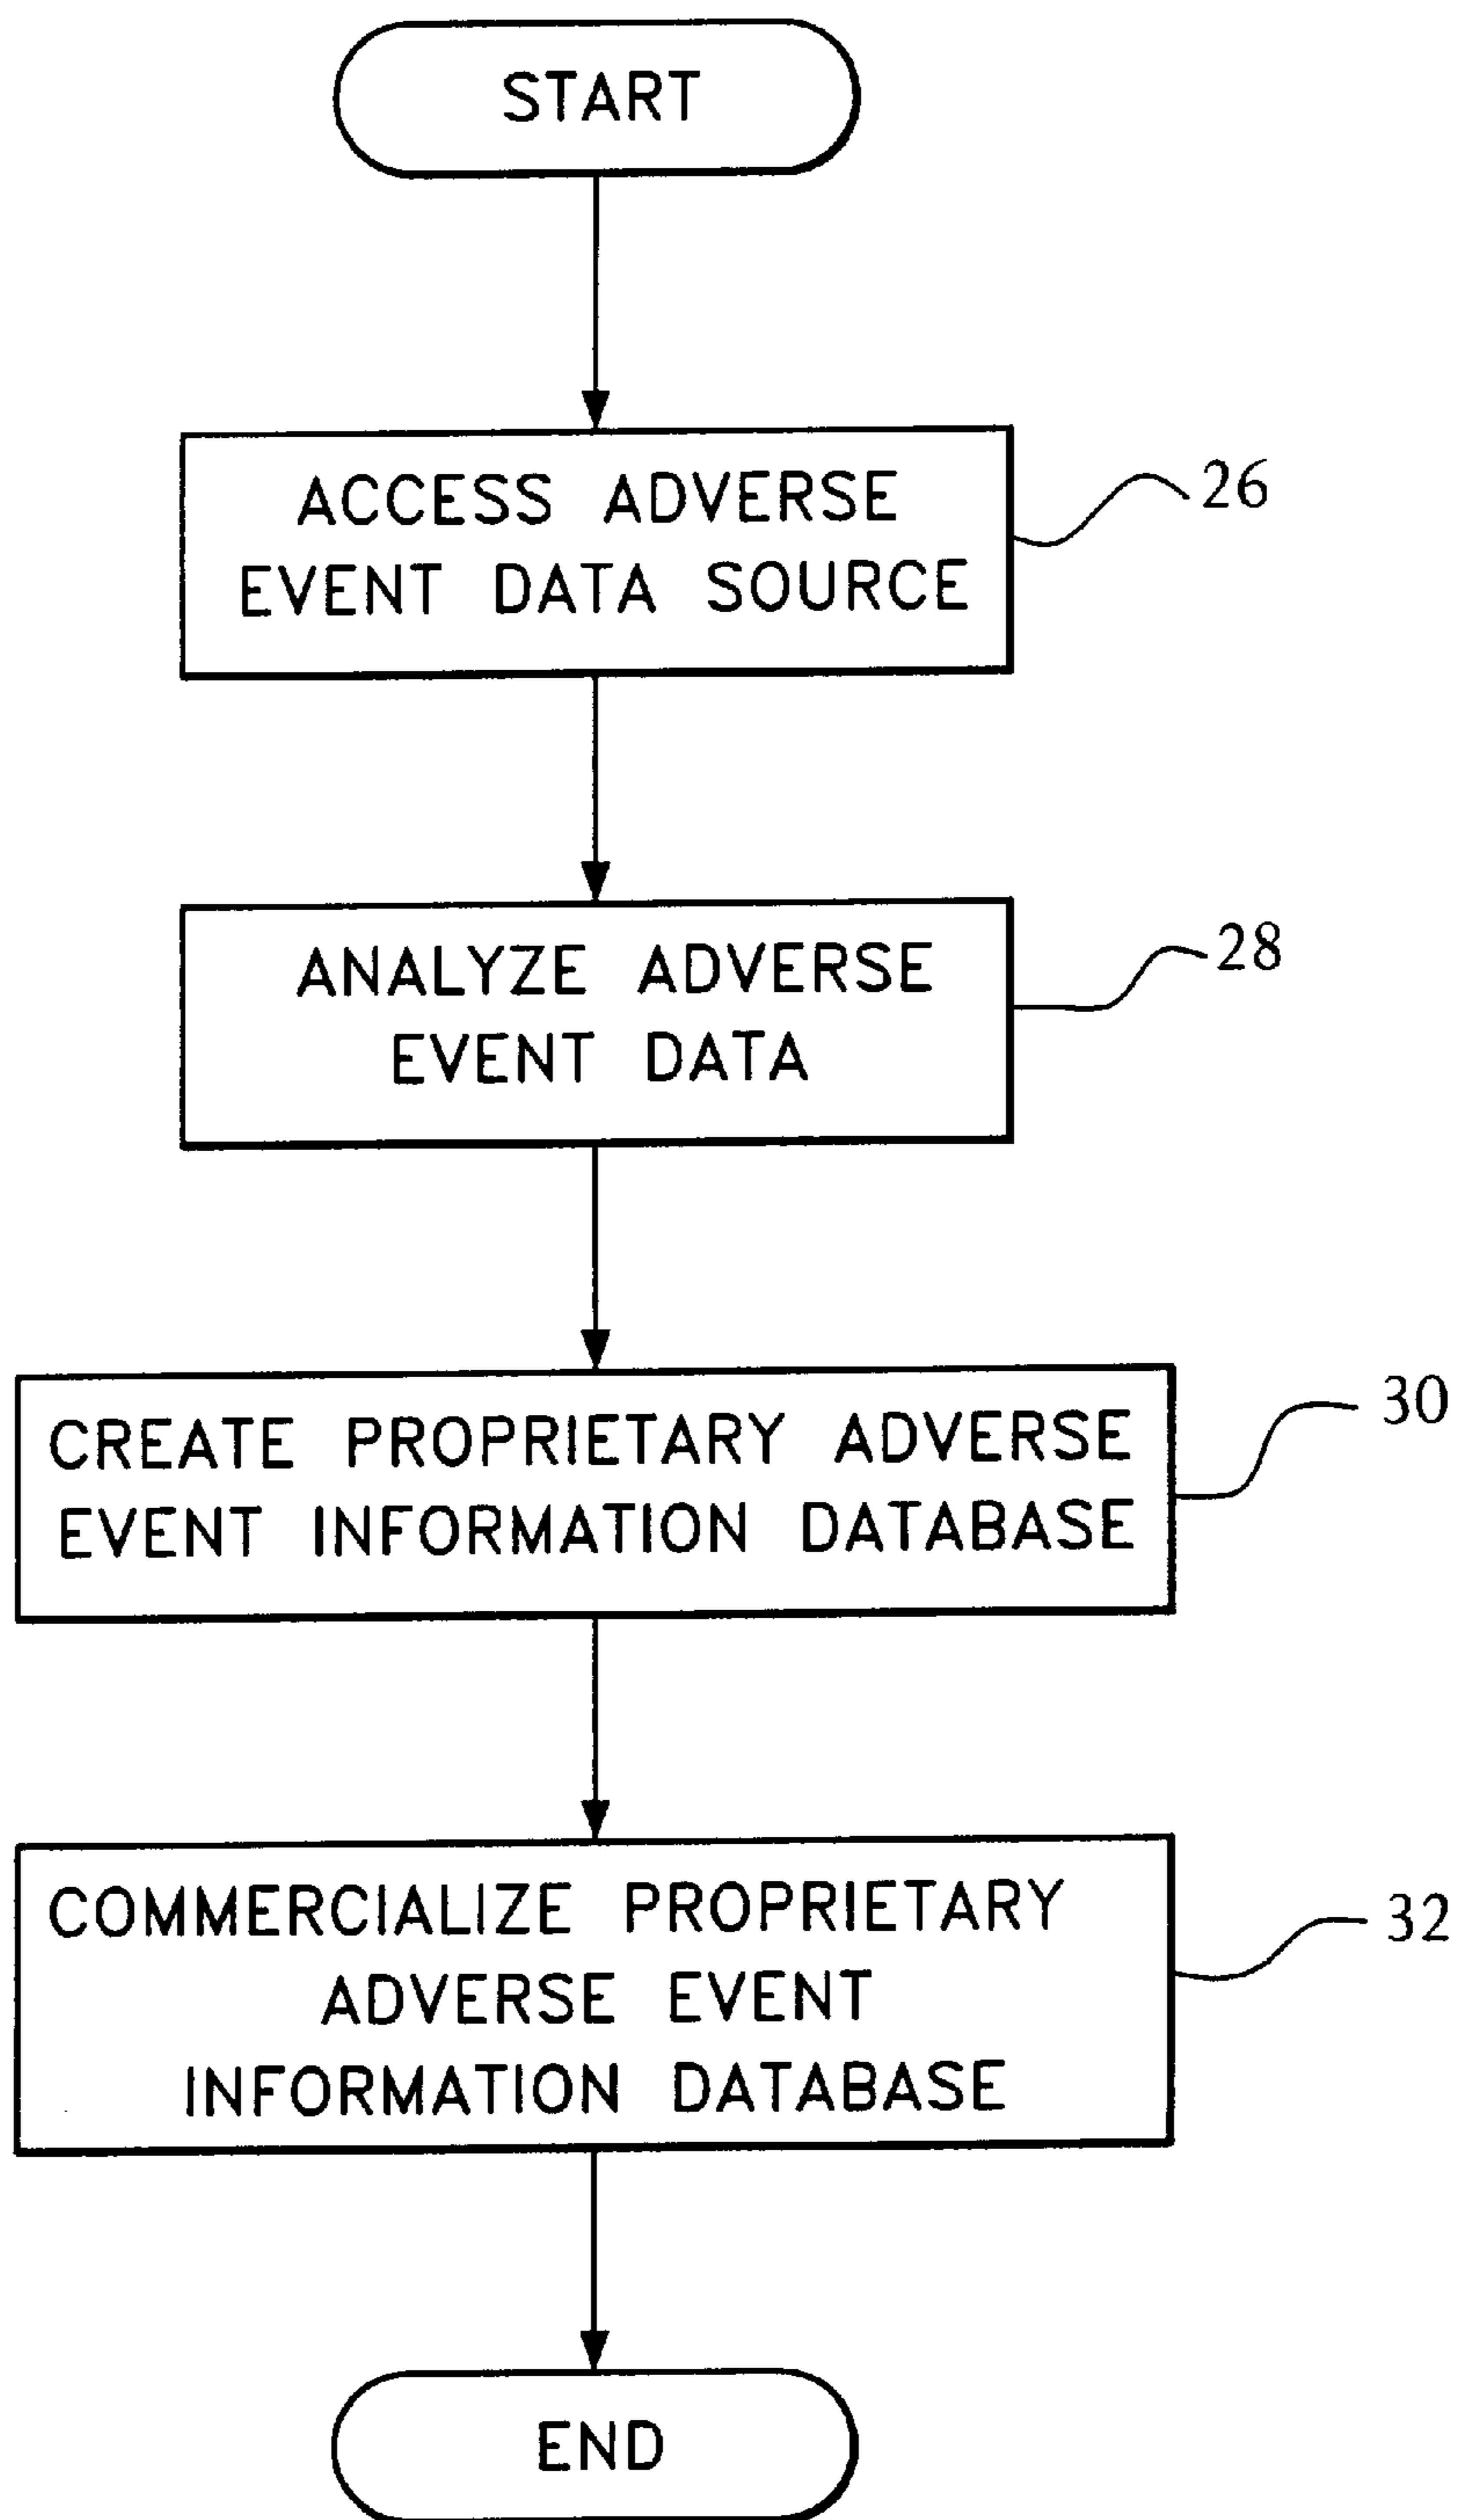 START
ACCESS ADVERSE
EVENT DATA SOURCE
26
ANALYZE ADVERSE
EVENT DATA
28
CREATE PROPRIETARY ADVERSE
EVENT INFORMATION DATABASE
30
COMMERCIALIZE PROPRIETARY
ADVERSE EVENT
INFORMATION DATABASE
32
END